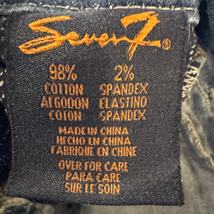 Seven7®
98% 2%
COTTON SPANDEX
ALGODON ELASTINO
COTON SPANDEX
MADE IN CHINA
HECHO EN CHINA
FABRIQUE EN CHINE
OVER FOR CARE
PARA CARE
SUR LE SOIN